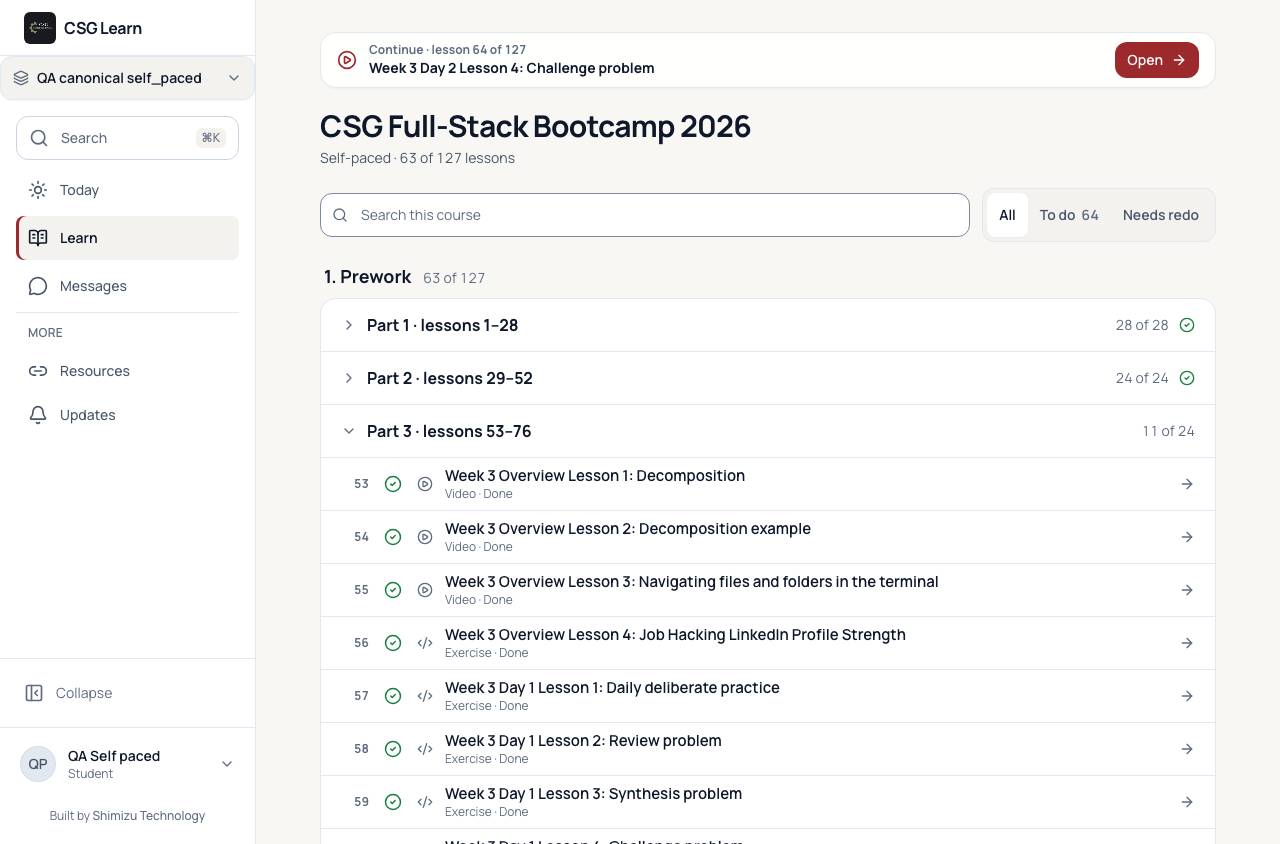 CSG Learn
QA canonical self_paced
Search ⌘K
Today
Learn
Messages
MORE
Resources
Updates
Collapse
QP
QA Self paced
Student
Built by Shimizu Technology
Continue · lesson 64 of 127
Week 3 Day 2 Lesson 4: Challenge problem
Open
CSG Full-Stack Bootcamp 2026
Self-paced · 63 of 127 lessons
Search this course
All
To do 64
Needs redo
1. Prework 63 of 127
Part 1 · lessons 1–28 28 of 28
Part 2 · lessons 29–52 24 of 24
Part 3 · lessons 53–76 11 of 24
53 Week 3 Overview Lesson 1: Decomposition
Video · Done
54 Week 3 Overview Lesson 2: Decomposition example
Video · Done
55 Week 3 Overview Lesson 3: Navigating files and folders in the terminal
Video · Done
56 Week 3 Overview Lesson 4: Job Hacking LinkedIn Profile Strength
Exercise · Done
57 Week 3 Day 1 Lesson 1: Daily deliberate practice
Exercise · Done
58 Week 3 Day 1 Lesson 2: Review problem
Exercise · Done
59 Week 3 Day 1 Lesson 3: Synthesis problem
Exercise · Done
Week 3 Day 1 Lesson 4: Challenge problem